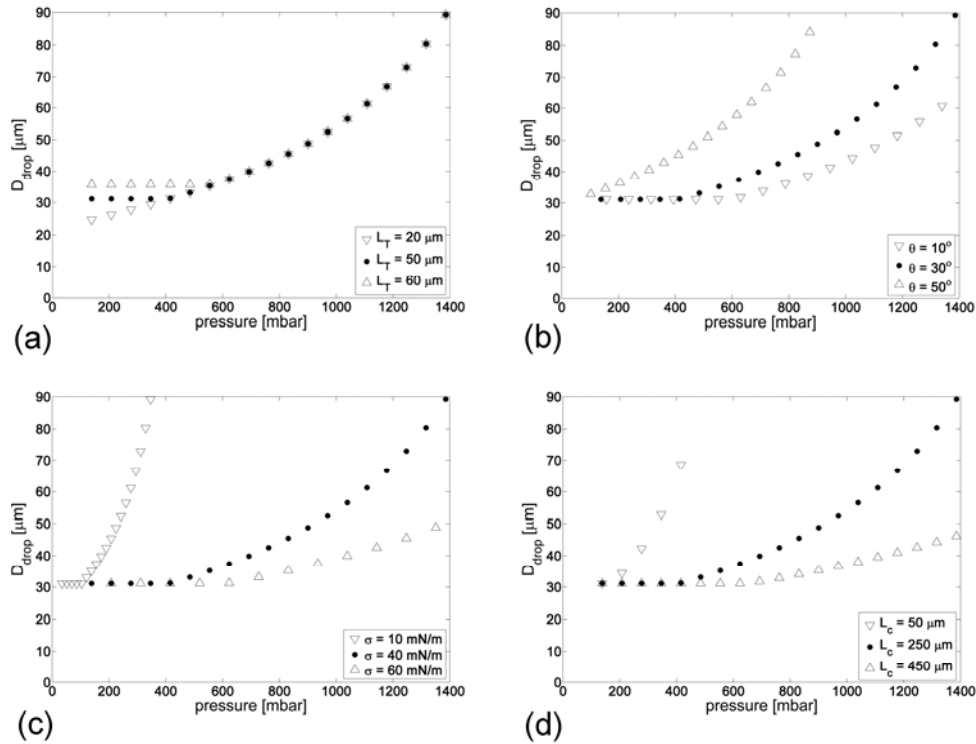 90
80
70
60
50
40
30
20
10
0
D_drop [μm]
0 200 400 600 800 1000 1200 1400
pressure [mbar]
L_T = 20 μm
L_T = 50 μm
L_T = 60 μm
(a)
90
80
70
60
50
40
30
20
10
0
D_drop [μm]
0 200 400 600 800 1000 1200 1400
pressure [mbar]
θ = 10°
θ = 30°
θ = 50°
(b)
90
80
70
60
50
40
30
20
10
0
D_drop [μm]
0 200 400 600 800 1000 1200 1400
pressure [mbar]
σ = 10 mN/m
σ = 40 mN/m
σ = 60 mN/m
(c)
90
80
70
60
50
40
30
20
10
0
D_drop [μm]
0 200 400 600 800 1000 1200 1400
pressure [mbar]
L_c = 50 μm
L_c = 250 μm
L_c = 450 μm
(d)